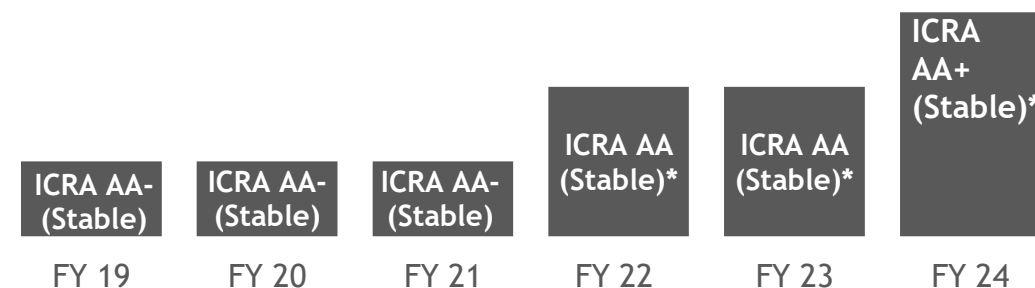 ICRA AA-
(Stable)
ICRA AA-
(Stable)
ICRA AA-
(Stable)
ICRA AA
(Stable)*
ICRA AA
(Stable)*
ICRA
AA+
(Stable)*
FY 19
FY 20
FY 21
FY 22
FY 23
FY 24